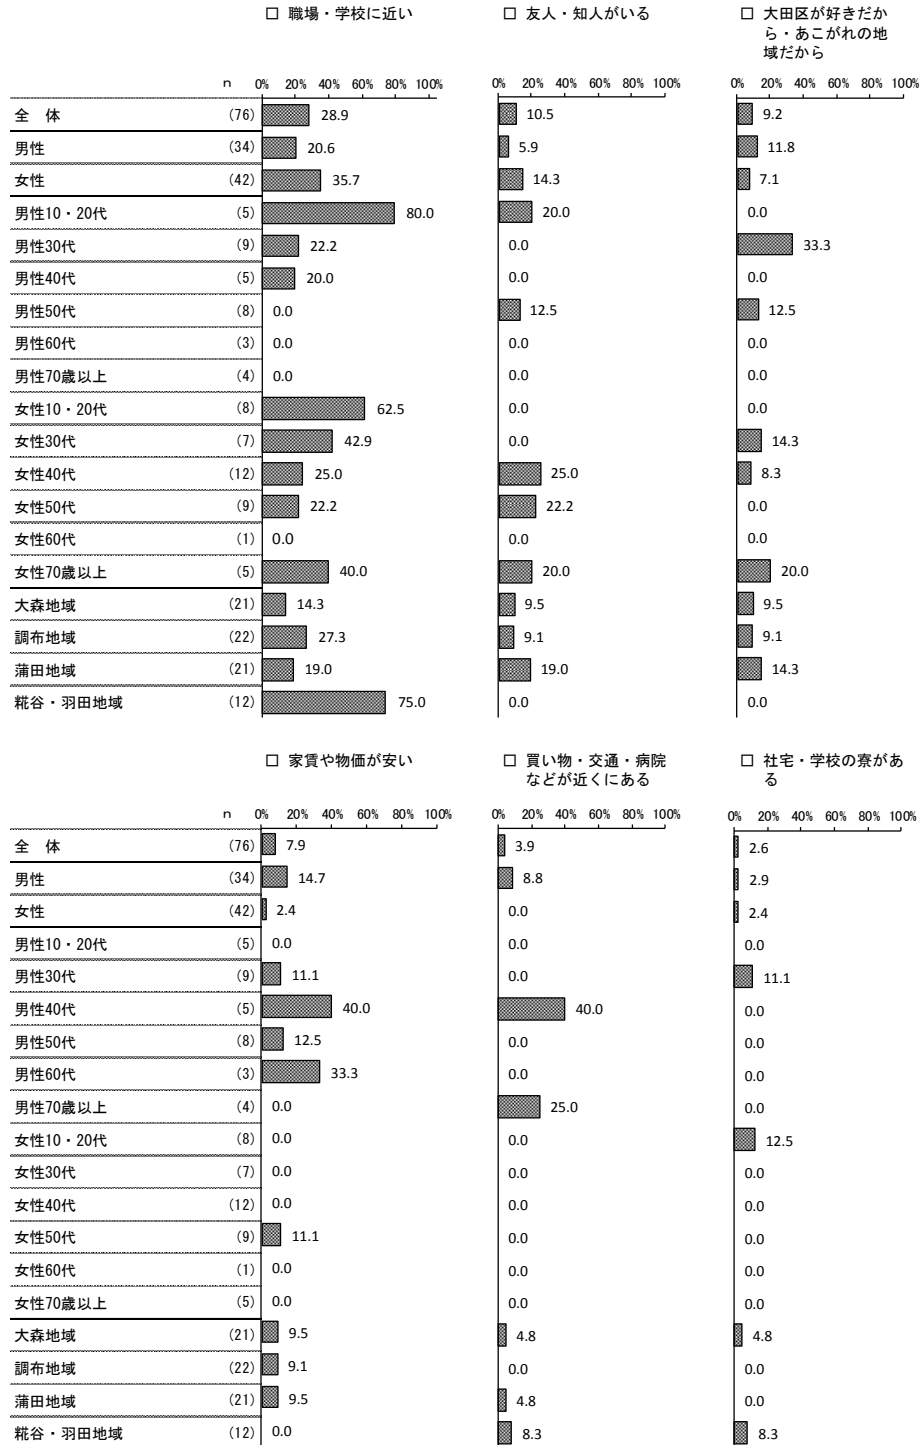 □ 職場・学校に近い □ 友人・知人がいる □ 大田区が好きだか
ら・あこがれの地
域だから
n 0% 20% 40% 60% 80% 100% 0% 20% 40% 60% 80% 100% 0% 20% 40% 60% 80% 100%
全 体 (76) 28.9 10.5 9.2
男性 (34) 20.6 5.9 11.8
女性 (42) 35.7 14.3 7.1
男性10・20代 (5) 80.0 20.0 0.0
男性30代 (9) 22.2 0.0 33.3
男性40代 (5) 20.0 0.0 0.0
男性50代 (8) 0.0 12.5 12.5
男性60代 (3) 0.0 0.0 0.0
男性70歳以上 (4) 0.0 0.0 0.0
女性10・20代 (8) 62.5 0.0 0.0
女性30代 (7) 42.9 0.0 14.3
女性40代 (12) 25.0 25.0 8.3
女性50代 (9) 22.2 22.2 0.0
女性60代 (1) 0.0 0.0 0.0
女性70歳以上 (5) 40.0 20.0 20.0
大森地域 (21) 14.3 9.5 9.5
調布地域 (22) 27.3 9.1 9.1
蒲田地域 (21) 19.0 19.0 14.3
糀谷・羽田地域 (12) 75.0 0.0 0.0
□ 家賃や物価が安い □ 買い物・交通・病院 □ 社宅・学校の寮があ
などが近くにある る
n 0% 20% 40% 60% 80% 100% 0% 20% 40% 60% 80% 100% 0% 20% 40% 60% 80% 100%
全 体 (76) 7.9 3.9 2.6
男性 (34) 14.7 8.8 2.9
女性 (42) 2.4 0.0 2.4
男性10・20代 (5) 0.0 0.0 0.0
男性30代 (9) 11.1 0.0 11.1
男性40代 (5) 40.0 40.0 0.0
男性50代 (8) 12.5 0.0 0.0
男性60代 (3) 33.3 0.0 0.0
男性70歳以上 (4) 0.0 25.0 0.0
女性10・20代 (8) 0.0 0.0 12.5
女性30代 (7) 0.0 0.0 0.0
女性40代 (12) 0.0 0.0 0.0
女性50代 (9) 11.1 0.0 0.0
女性60代 (1) 0.0 0.0 0.0
女性70歳以上 (5) 0.0 0.0 0.0
大森地域 (21) 9.5 4.8 4.8
調布地域 (22) 9.1 0.0 0.0
蒲田地域 (21) 9.5 4.8 0.0
糀谷・羽田地域 (12) 0.0 8.3 8.3